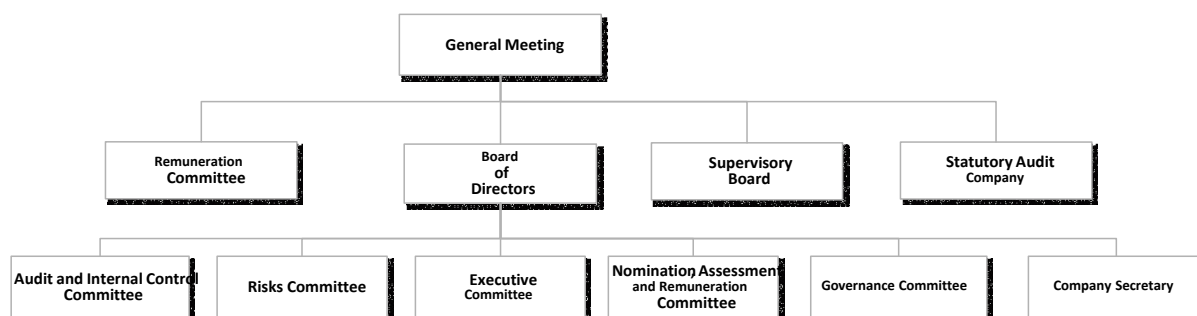 General Meeting
Remuneration
Committee
Board
of
Directors
Supervisory
Board
Statutory Audit
Company
Audit and Internal Control
Committee
Risks Committee
Executive
Committee
Nomination, Assessment
and Remuneration
Committee
Governance Committee
Company Secretary